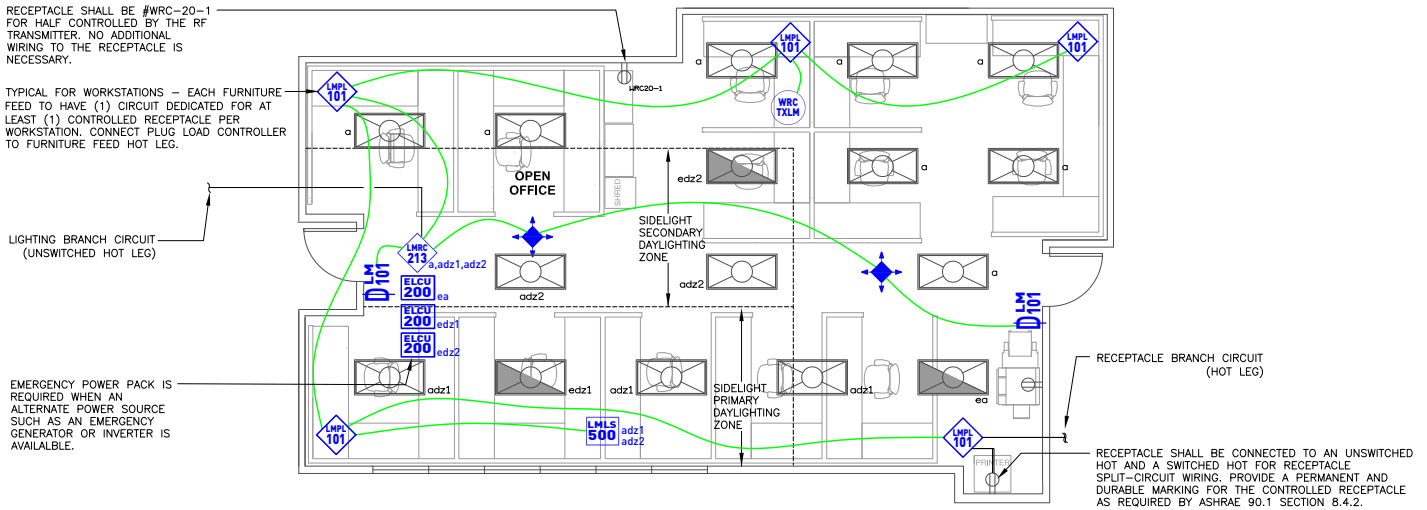 RECEPTACLE SHALL BE #WRC-20-1
FOR HALF CONTROLLED BY THE RF
TRANSMITTER. NO ADDITIONAL
WIRING TO THE RECEPTACLE IS
NECESSARY.
TYPICAL FOR WORKSTATIONS – EACH FURNITURE
FEED TO HAVE (1) CIRCUIT DEDICATED FOR AT
LEAST (1) CONTROLLED RECEPTACLE PER
WORKSTATION. CONNECT PLUG LOAD CONTROLLER
TO FURNITURE FEED HOT LEG.
LIGHTING BRANCH CIRCUIT
(UNSWITCHED HOT LEG)
EMERGENCY POWER PACK IS
REQUIRED WHEN AN
ALTERNATE POWER SOURCE
SUCH AS AN EMERGENCY
GENERATOR OR INVERTER IS
AVAILALBLE.
LMPL
101
a
a
WRC20-1
SHRED
OPEN
OFFICE
a
LMPL
101
a
a
LMPL
101
WRC
TXLM
edz2
a
a
SIDELIGHT
SECONDARY
DAYLIGHTING
ZONE
LMRC
213
a,adz1,adz2
LM
D101
ELCU
200
ea
ELCU
200
edz1
ELCU
200
edz2
adz2
adz2
a
LM
D101
adz1
edz1
adz1
adz1
ea
SIDELIGHT
PRIMARY
DAYLIGHTING
ZONE
LMPL
101
LMLS
500
adz1
adz2
LMPL
101
PRINTER
RECEPTACLE BRANCH CIRCUIT
(HOT LEG)
RECEPTACLE SHALL BE CONNECTED TO AN UNSWITCHED
HOT AND A SWITCHED HOT FOR RECEPTACLE
SPLIT-CIRCUIT WIRING. PROVIDE A PERMANENT AND
DURABLE MARKING FOR THE CONTROLLED RECEPTACLE
AS REQUIRED BY ASHRAE 90.1 SECTION 8.4.2.